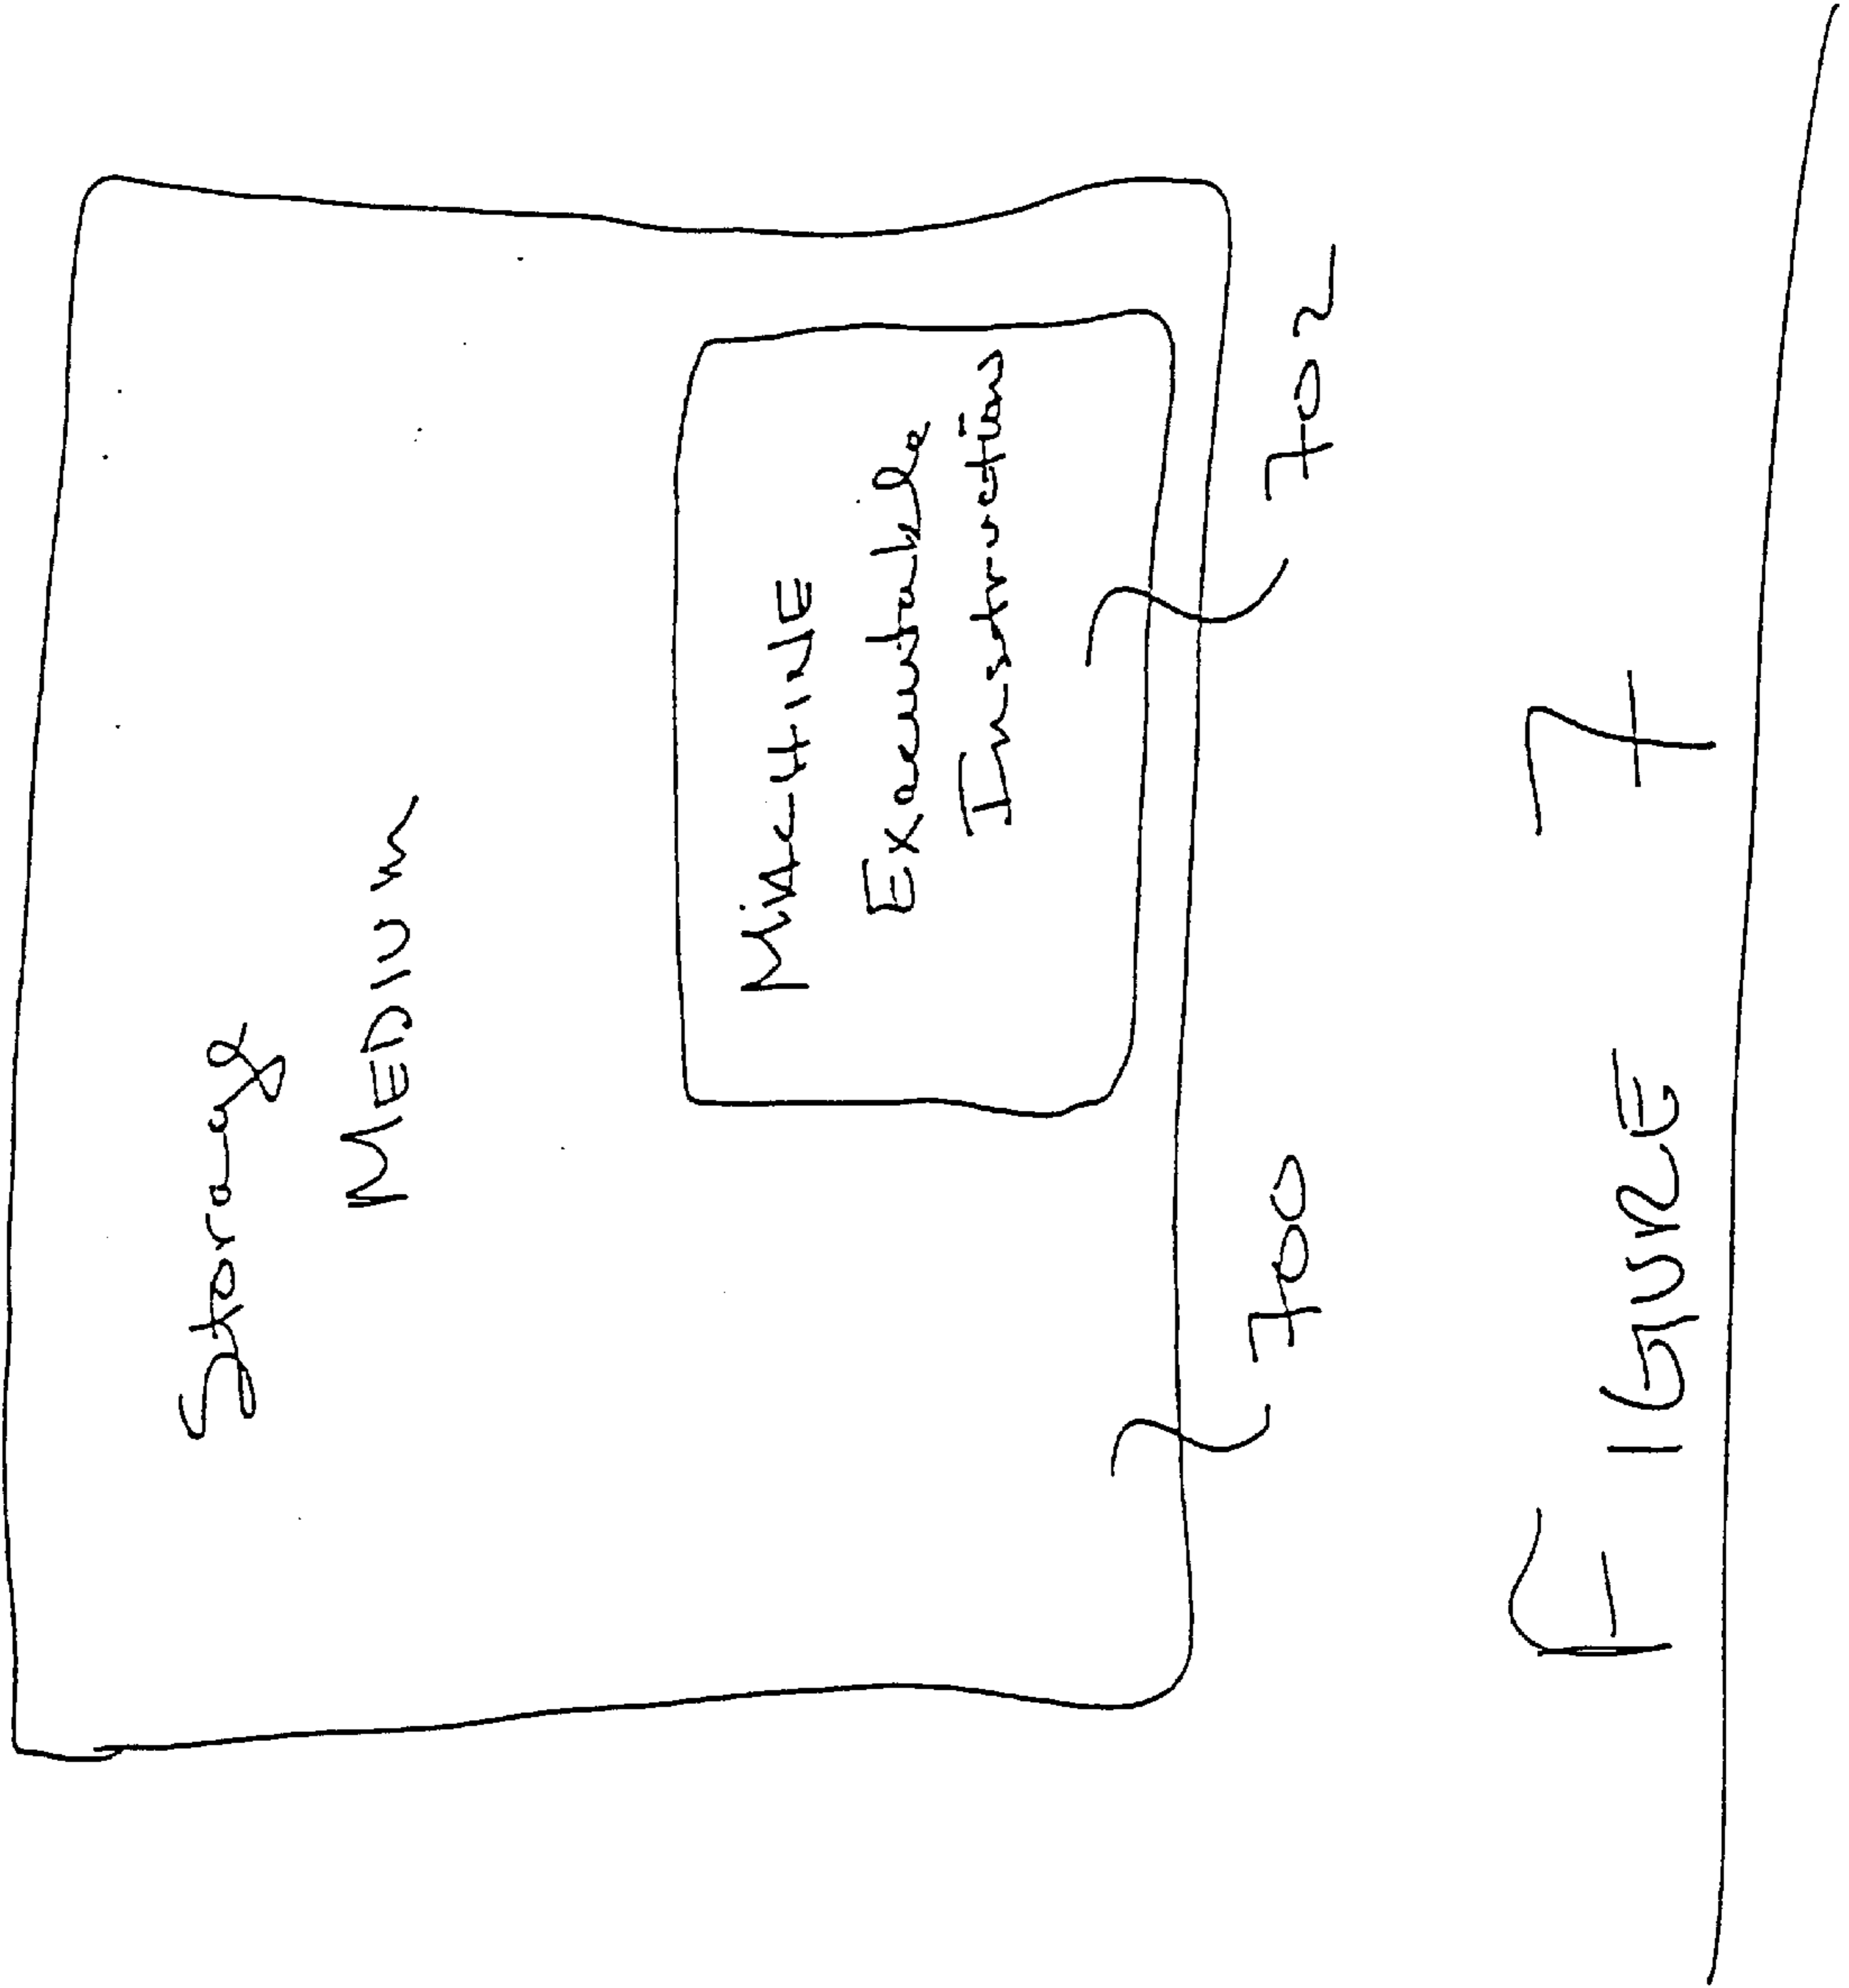 Storage
MEDIUM
MACHINE
Executable
Instructions
700
702
FIGURE 7